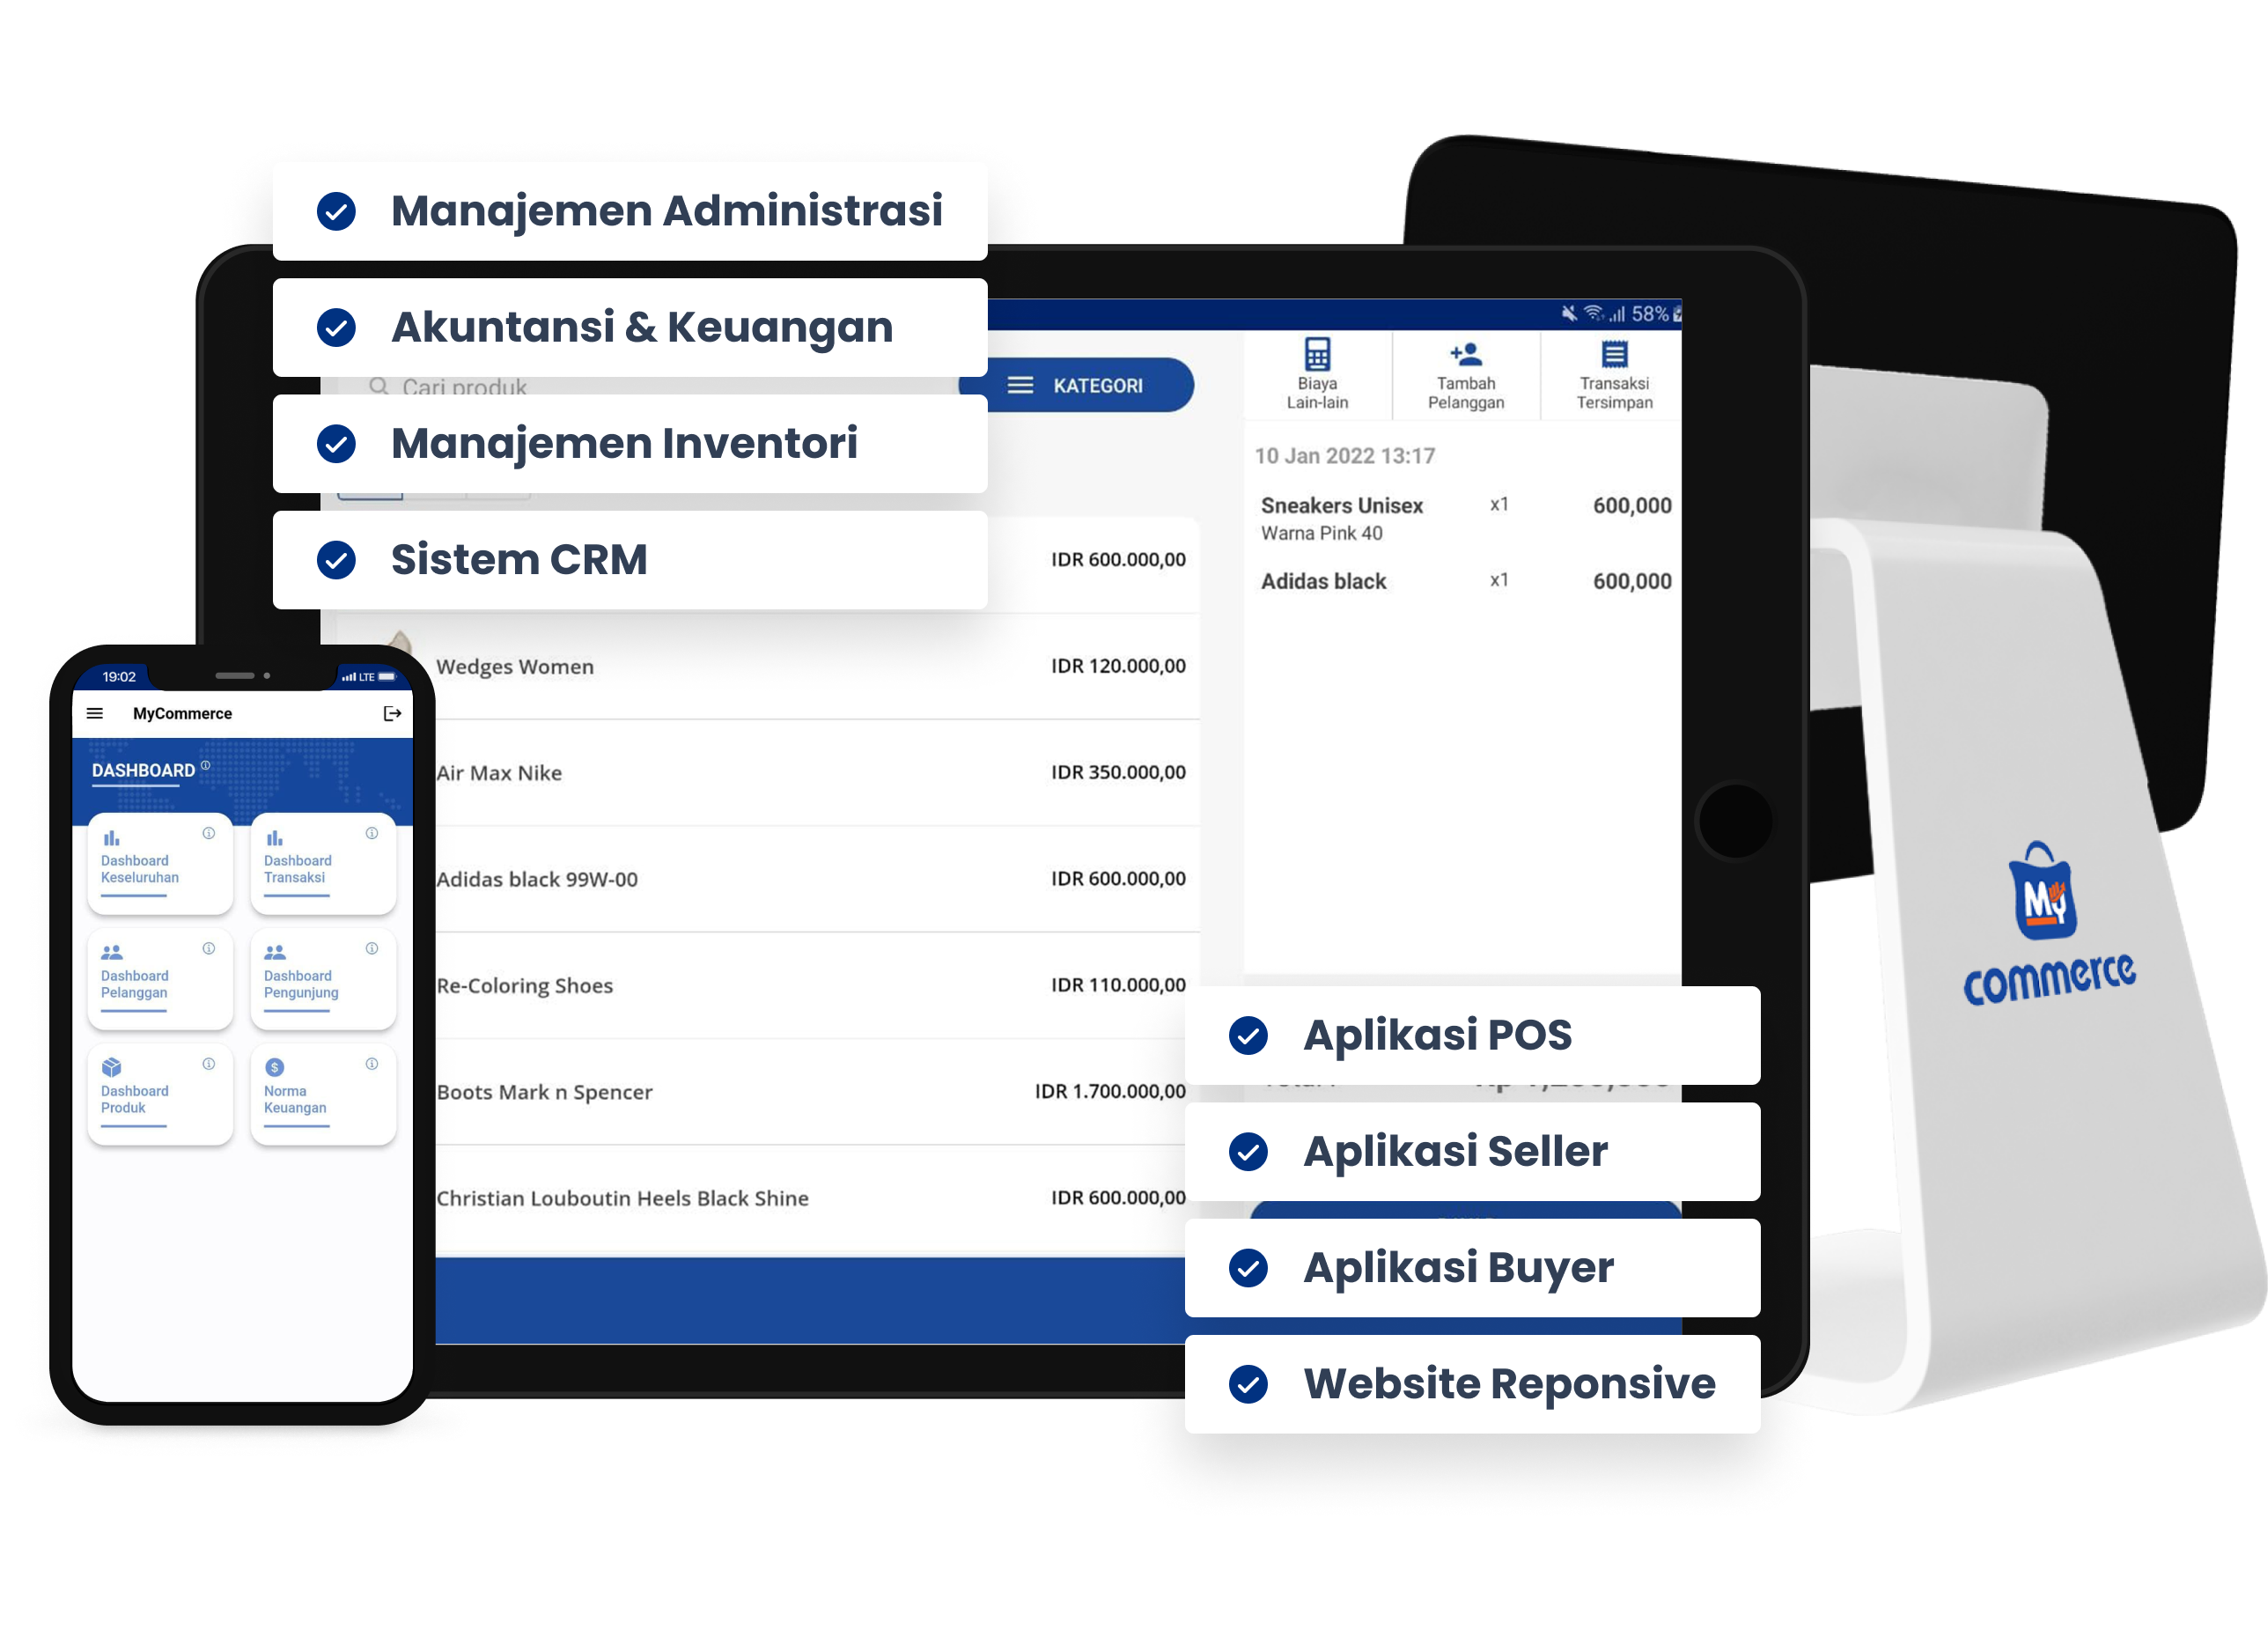 Manajemen Administrasi
Akuntansi & Keuangan
Manajemen Inventori
Sistem CRM
58%
Cari produk
KATEGORI
Biaya
Lain-lain
Tambah
Pelanggan
Transaksi
Tersimpan
10 Jan 2022 13:17
Sneakers Unisex x1 600,000
Warna Pink 40
Adidas black x1 600,000
IDR 600.000,00
Wedges Women IDR 120.000,00
Air Max Nike IDR 350.000,00
Adidas black 99W-00 IDR 600.000,00
Re-Coloring Shoes IDR 110.000,00
Boots Mark n Spencer IDR 1.700.000,00
Christian Louboutin Heels Black Shine IDR 600.000,00
19:02 LTE
MyCommerce
DASHBOARD
Dashboard
Keseluruhan
Dashboard
Transaksi
Dashboard
Pelanggan
Dashboard
Pengunjung
Dashboard
Produk
Norma
Keuangan
Aplikasi POS
Aplikasi Seller
Aplikasi Buyer
Website Reponsive
My
commerce